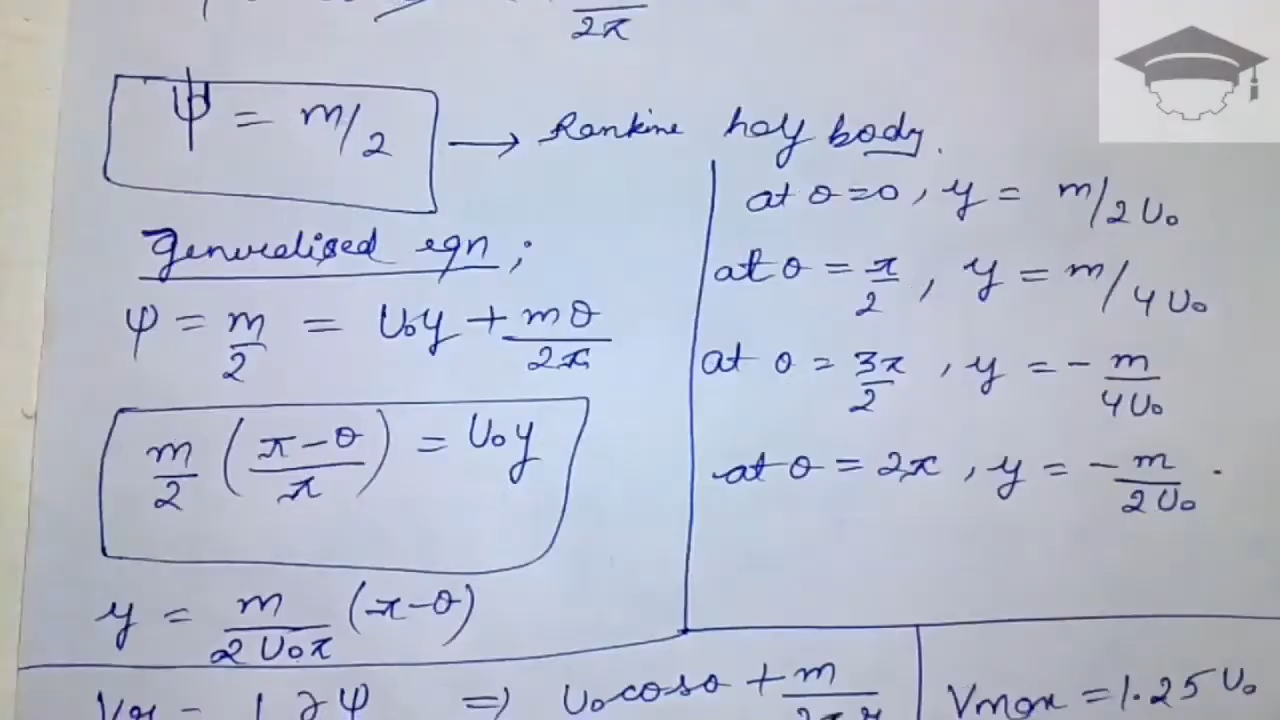 2π
ψ = m/2 → Rankine half body.
Generalised eqn;
ψ = m/2 = U₀y + mθ/2π
m/2 (π-θ/π) = U₀y
y = m/2U₀π (π-θ)
at θ=0, y = m/2U₀
at θ = π/2, y = m/4U₀
at θ = 3π/2, y = - m/4U₀
at θ = 2π, y = - m/2U₀.
⇒ U₀cosθ + m
Vmax = 1.25 U₀